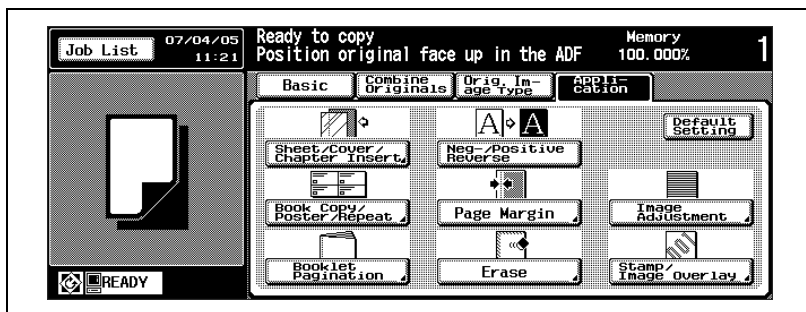 Job List
07/04/05
11:21
Ready to copy
Position original face up in the ADF
Memory
100.000%
1
Basic
Combine
Originals
Orig. Im-
age Type
Appli-
cation
Sheet/Cover/
Chapter Insert
Neg-/Positive
Reverse
Default
Setting
Book Copy/
Poster/Repeat
Page Margin
Image
Adjustment
Booklet
Pagination
Erase
Stamp/
Image Overlay
READY
A
A
no!